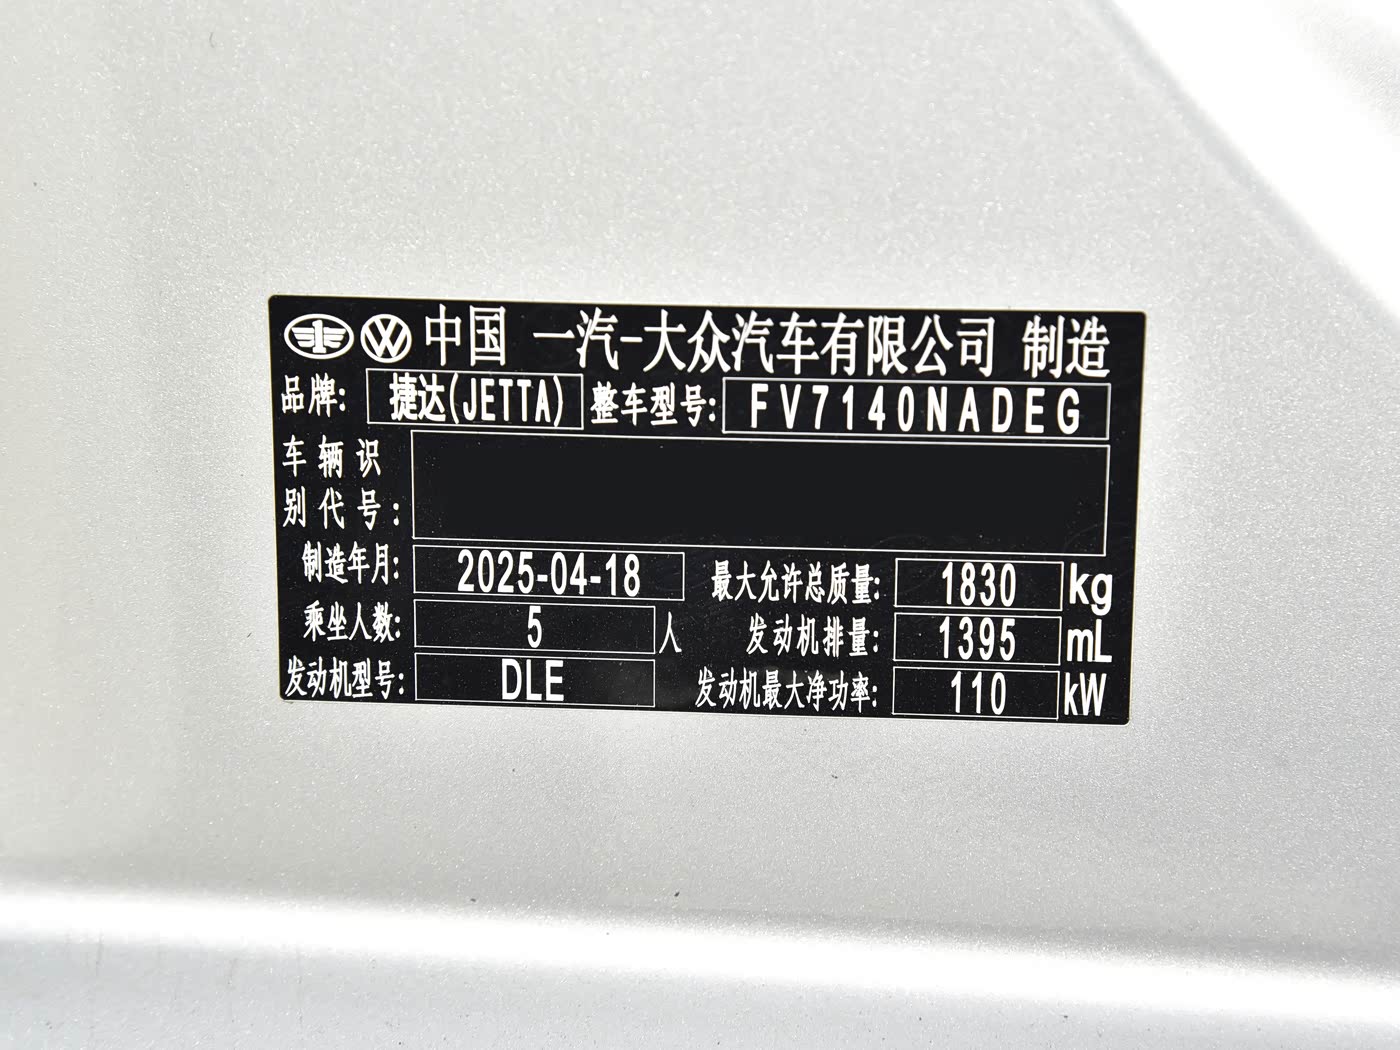 中国 一汽-大众汽车有限公司 制造
品牌: 捷达(JETTA) 整车型号: FV7140NADEG
车辆识
别代号:
制造年月: 2025-04-18 最大允许总质量: 1830 kg
乘坐人数: 5 人 发动机排量: 1395 mL
发动机型号: DLE 发动机最大净功率: 110 kW